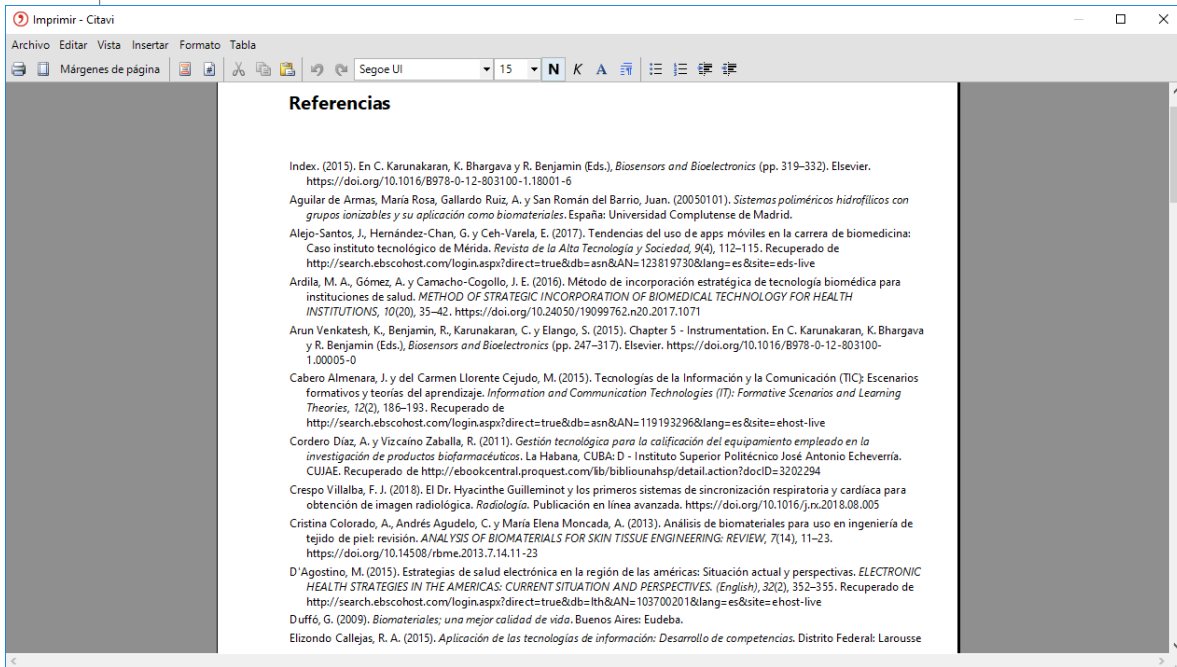 Imprimir - Citavi
Archivo Editar Vista Insertar Formato Tabla
Márgenes de página Segoe UI 15 N K A
Referencias
Index. (2015). En C. Karunakaran, K. Bhargava y R. Benjamin (Eds.), Biosensors and Bioelectronics (pp. 319–332). Elsevier.
https://doi.org/10.1016/B978-0-12-803100-1.18001-6
Aguilar de Armas, María Rosa, Gallardo Ruiz, A. y San Román del Barrio, Juan. (20050101). Sistemas poliméricos hidrofílicos con
grupos ionizables y su aplicación como biomateriales. España: Universidad Complutense de Madrid.
Alejo-Santos, J., Hernández-Chan, G. y Ceh-Varela, E. (2017). Tendencias del uso de apps móviles en la carrera de biomedicina:
Caso instituto tecnológico de Mérida. Revista de la Alta Tecnología y Sociedad, 9(4), 112–115. Recuperado de
http://search.ebscohost.com/login.aspx?direct=true&db=asn&AN=123819730&lang=es&site=eds-live
Ardila, M. A., Gómez, A. y Camacho-Cogollo, J. E. (2016). Método de incorporación estratégica de tecnología biomédica para
instituciones de salud. METHOD OF STRATEGIC INCORPORATION OF BIOMEDICAL TECHNOLOGY FOR HEALTH
INSTITUTIONS, 10(20), 35–42. https://doi.org/10.24050/19099762.n20.2017.1071
Arun Venkatesh, K., Benjamin, R., Karunakaran, C. y Elango, S. (2015). Chapter 5 - Instrumentation. En C. Karunakaran, K. Bhargava
y R. Benjamin (Eds.), Biosensors and Bioelectronics (pp. 247–317). Elsevier. https://doi.org/10.1016/B978-0-12-803100-
1.00005-0
Cabero Almenara, J. y del Carmen Llorente Cejudo, M. (2015). Tecnologías de la Información y la Comunicación (TIC): Escenarios
formativos y teorías del aprendizaje. Information and Communication Technologies (IT): Formative Scenarios and Learning
Theories, 12(2), 186–193. Recuperado de
http://search.ebscohost.com/login.aspx?direct=true&db=asn&AN=119193296&lang=es&site=ehost-live
Cordero Díaz, A. y Vizcaíno Zaballa, R. (2011). Gestión tecnológica para la calificación del equipamiento empleado en la
investigación de productos biofarmacéuticos. La Habana, CUBA: D - Instituto Superior Politécnico José Antonio Echeverría.
CUJAE. Recuperado de http://ebookcentral.proquest.com/lib/bibliounahsp/detail.action?docID=3202294
Crespo Villalba, F. J. (2018). El Dr. Hyacinthe Guilleminot y los primeros sistemas de sincronización respiratoria y cardíaca para
obtención de imagen radiológica. Radiología. Publicación en línea avanzada. https://doi.org/10.1016/j.rx.2018.08.005
Cristina Colorado, A., Andrés Agudelo, C. y María Elena Moncada, A. (2013). Análisis de biomateriales para uso en ingeniería de
tejido de piel: revisión. ANALYSIS OF BIOMATERIALS FOR SKIN TISSUE ENGINEERING: REVIEW, 7(14), 11–23.
https://doi.org/10.14508/rbme.2013.7.14.11-23
D'Agostino, M. (2015). Estrategias de salud electrónica en la región de las américas: Situación actual y perspectivas. ELECTRONIC
HEALTH STRATEGIES IN THE AMERICAS: CURRENT SITUATION AND PERSPECTIVES. (English), 32(2), 352–355. Recuperado de
http://search.ebscohost.com/login.aspx?direct=true&db=lth&AN=103700201&lang=es&site=ehost-live
Duffó, G. (2009). Biomateriales; una mejor calidad de vida. Buenos Aires: Eudeba.
Elizondo Callejas, R. A. (2015). Aplicación de las tecnologías de información: Desarrollo de competencias. Distrito Federal: Larousse